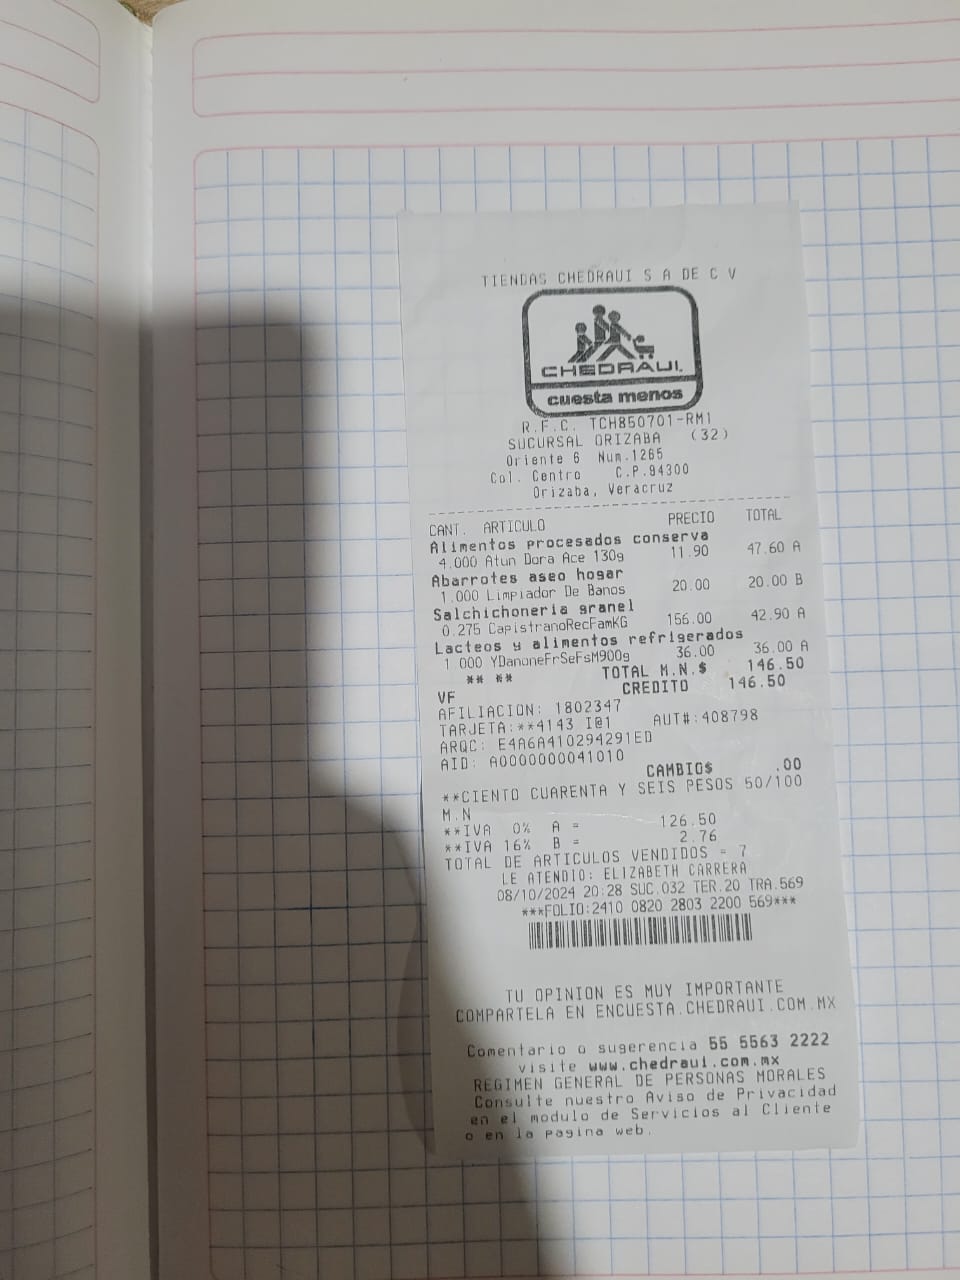 TIENDAS CHEDRAUI S A DE C V
CHEDRAUI.
cuesta menos
R.F.C. TCH850701-RM1
SUCURSAL ORIZABA (32)
Oriente 6 Num.1265
Col. Centro C.P.94300
Orizaba, Veracruz
CANT. ARTICULO PRECIO TOTAL
Alimentos procesados conserva
4.000 Atun Dora Ace 130g 11.90 47.60 A
Abarrotes aseo hogar
1.000 Limpiador De Banos 20.00 20.00 B
Salchichoneria granel
0.275 CapistranoRecFamKG 156.00 42.90 A
Lacteos y alimentos refrigerados
1.000 YDanoneFrSeFsM900g 36.00 36.00 A
** ** TOTAL M.N.$ 146.50
VF CREDITO 146.50
AFILIACION: 1802347
TARJETA:**4143 I@1 AUT#:408798
ARQC: E4A6A410294291ED
AID: A0000000041010
CAMBIO$ .00
**CIENTO CUARENTA Y SEIS PESOS 50/100
M.N
**IVA 0% A = 126.50
**IVA 16% B = 2.76
TOTAL DE ARTICULOS VENDIDOS = 7
LE ATENDIO: ELIZABETH CARRERA
08/10/2024 20:28 SUC.032 TER.20 TRA.569
***FOLIO:2410 0820 2803 2200 569***
TU OPINION ES MUY IMPORTANTE
COMPARTELA EN ENCUESTA.CHEDRAUI.COM.MX
Comentario o sugerencia 55 5563 2222
visite www.chedraui.com.mx
REGIMEN GENERAL DE PERSONAS MORALES
Consulte nuestro Aviso de Privacidad
en el modulo de Servicios al Cliente
o en la pagina web.